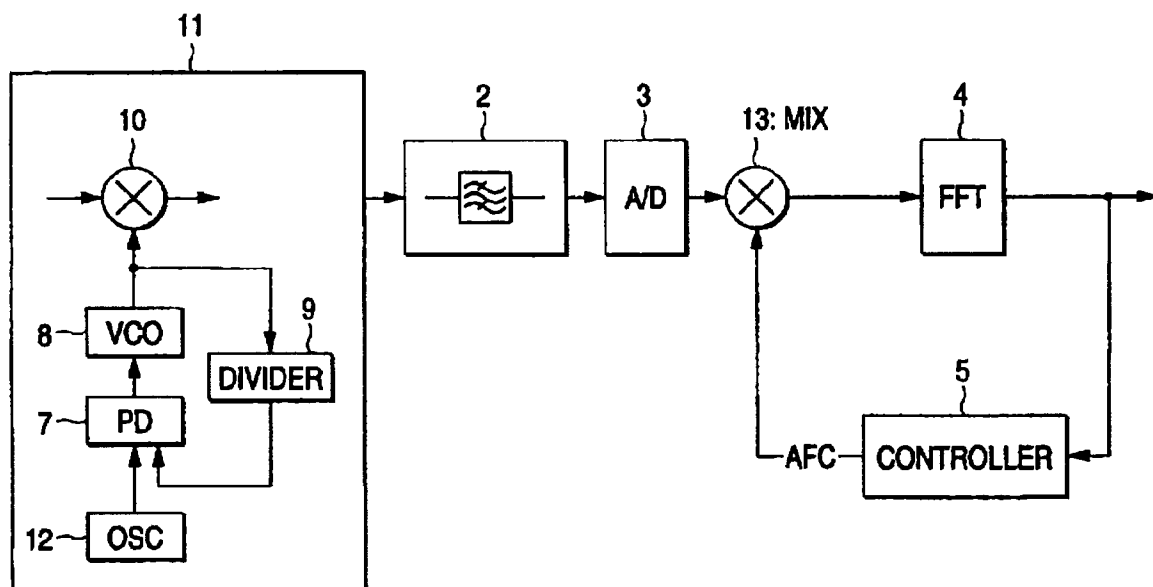 11
10
2
3
13: MIX
4
A/D
FFT
8
VCO
9
DIVIDER
7
PD
5
AFC
CONTROLLER
12
OSC